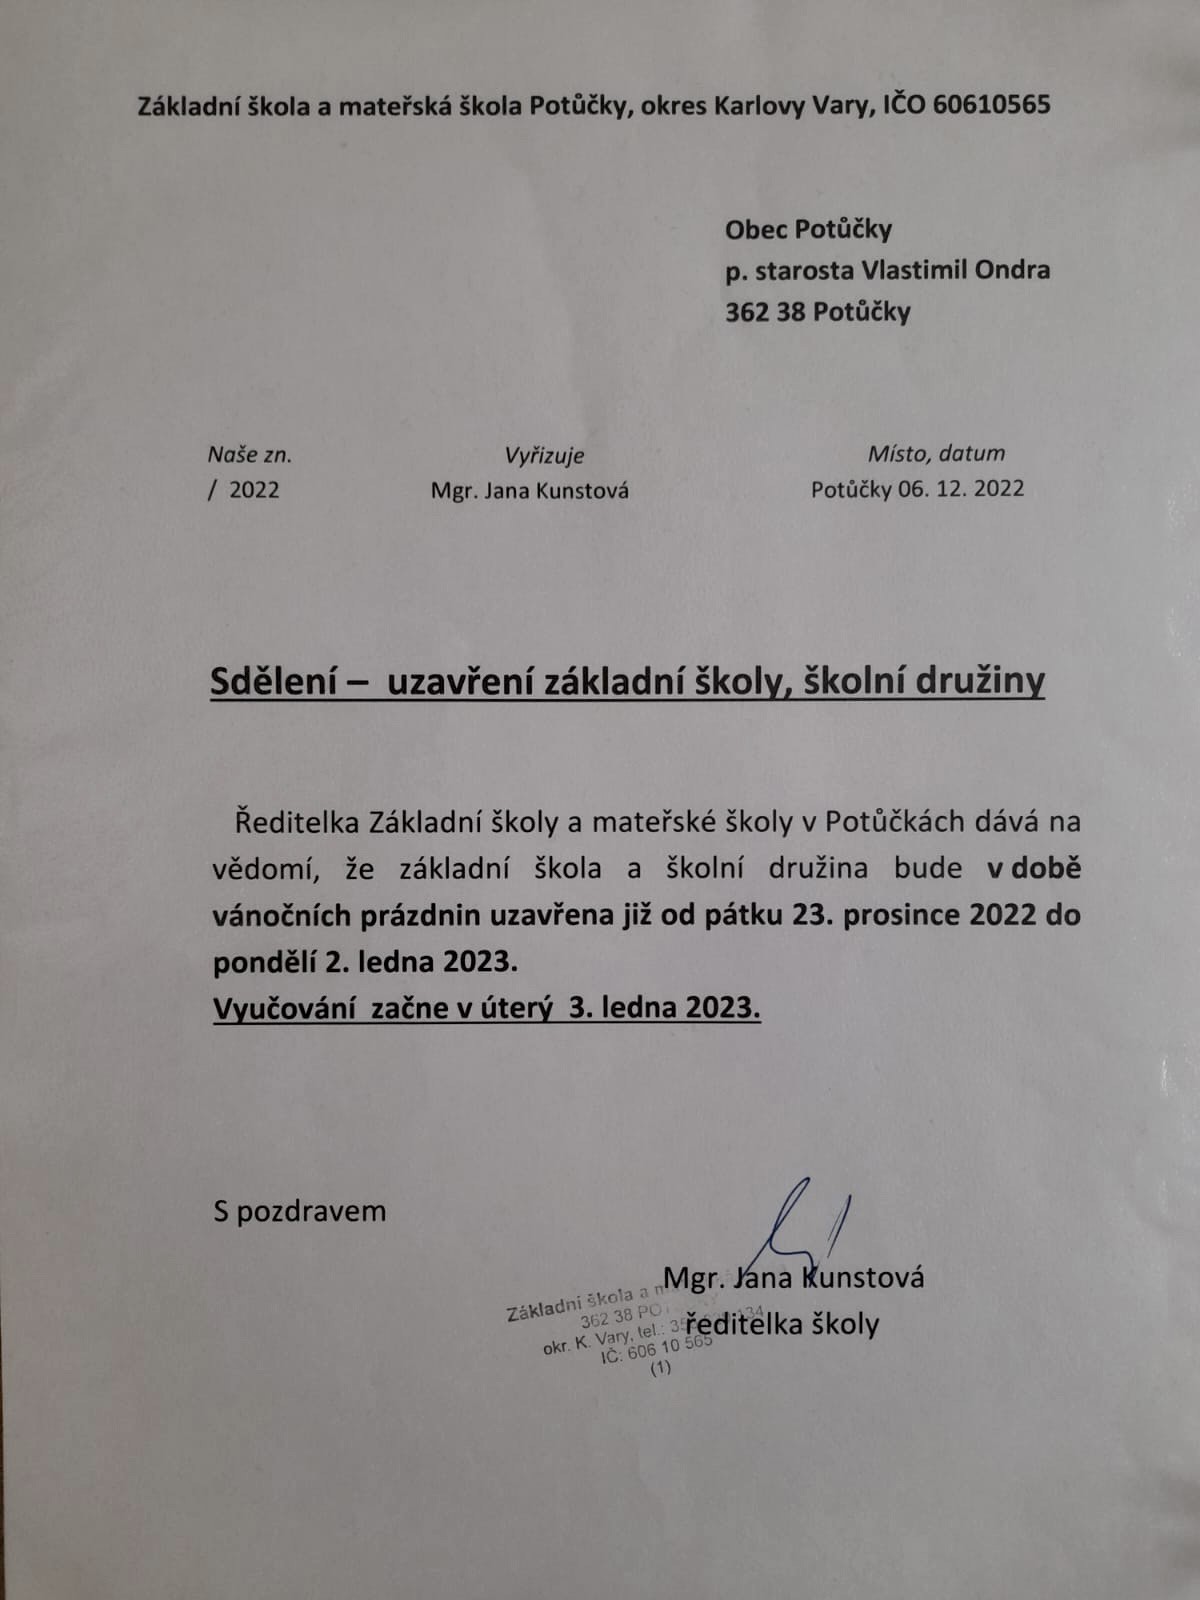 Základní škola a mateřská škola Potůčky, okres Karlovy Vary, IČO 60610565
Obec Potůčky
p. starosta Vlastimil Ondra
362 38 Potůčky
Naše zn. Vyřizuje Místo, datum
/ 2022 Mgr. Jana Kunstová Potůčky 06. 12. 2022
Sdělení – uzavření základní školy, školní družiny
Ředitelka Základní školy a mateřské školy v Potůčkách dává na
vědomí, že základní škola a školní družina bude v době
vánočních prázdnin uzavřena již od pátku 23. prosince 2022 do
pondělí 2. ledna 2023.
Vyučování začne v úterý 3. ledna 2023.
S pozdravem
Mgr. Jana Kunstová
ředitelka školy
Základní škola a
362 38
okr. K. Vary, tel.:
IČ: 606 10 565
(1)